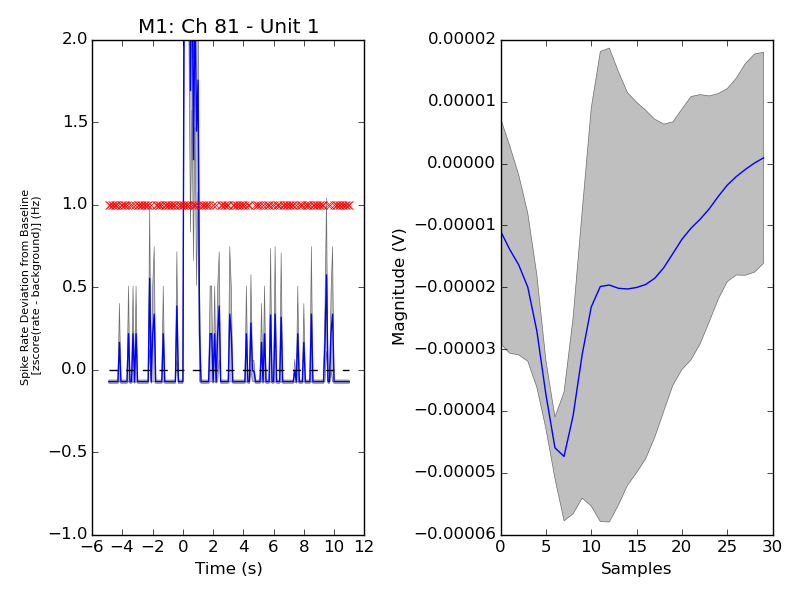 M1: Ch 81 - Unit 1
2.0
1.5
1.0
0.5
0.0
−0.5
−1.0
−6 −4 −2 0 2 4 6 8 10 12
Time (s)
Spike Rate Deviation from Baseline
[zscore(rate - background)] (Hz)
0.00002
0.00001
0.00000
−0.00001
−0.00002
−0.00003
−0.00004
−0.00005
−0.00006
0 5 10 15 20 25 30
Samples
Magnitude (V)